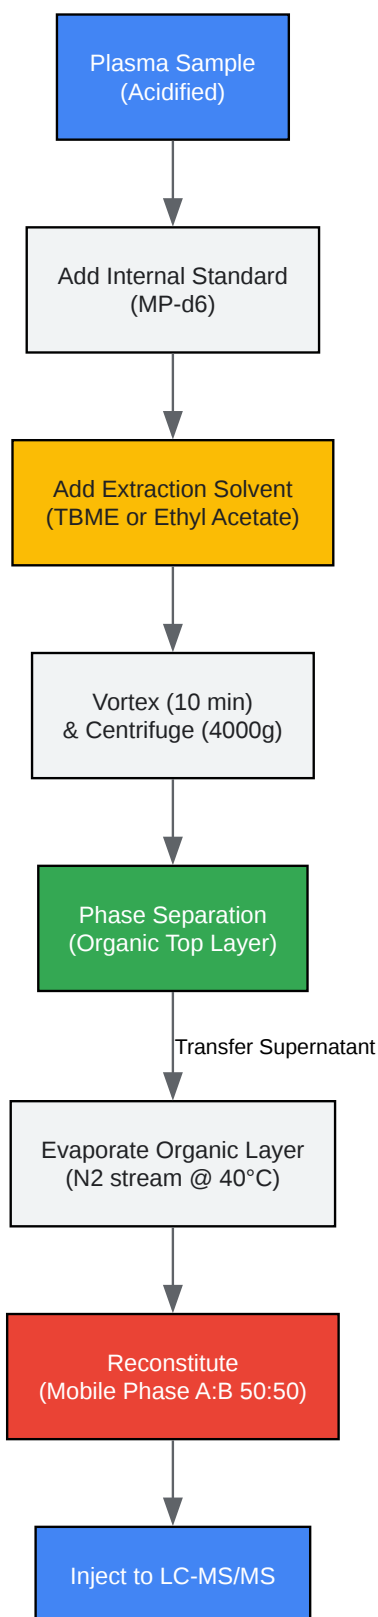 Plasma Sample
(Acidified)
Add Internal Standard
(MP-d6)
Add Extraction Solvent
(TBME or Ethyl Acetate)
Vortex (10 min)
& Centrifuge (4000g)
Phase Separation
(Organic Top Layer)
Transfer Supernatant
Evaporate Organic Layer
(N2 stream @ 40°C)
Reconstitute
(Mobile Phase A:B 50:50)
Inject to LC-MS/MS